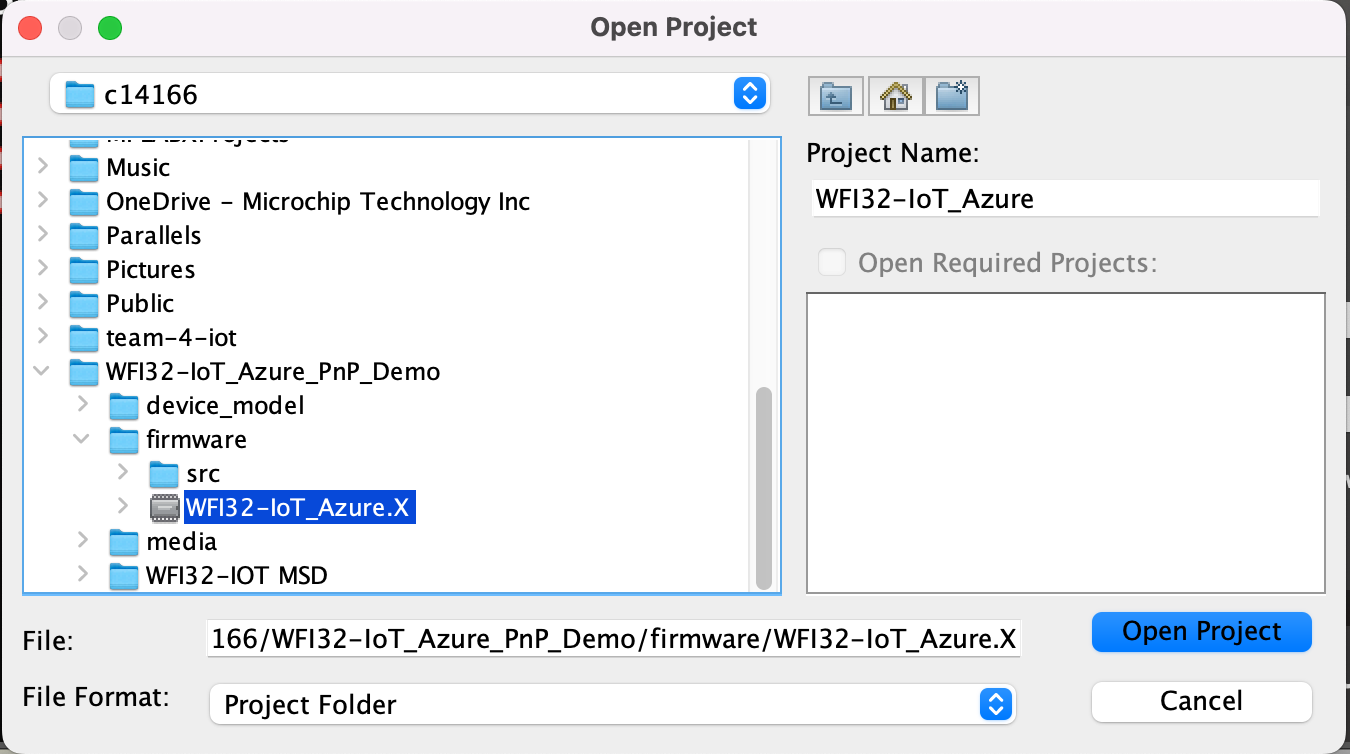 Open Project
c14166
MPLABXProjects
Music
OneDrive – Microchip Technology Inc
Parallels
Pictures
Public
team-4-iot
WFI32-IoT_Azure_PnP_Demo
device_model
firmware
src
WFI32-IoT_Azure.X
media
WFI32-IOT MSD
Project Name:
WFI32-IoT_Azure
Open Required Projects:
File:
166/WFI32-IoT_Azure_PnP_Demo/firmware/WFI32-IoT_Azure.X
Open Project
File Format:
Project Folder
Cancel